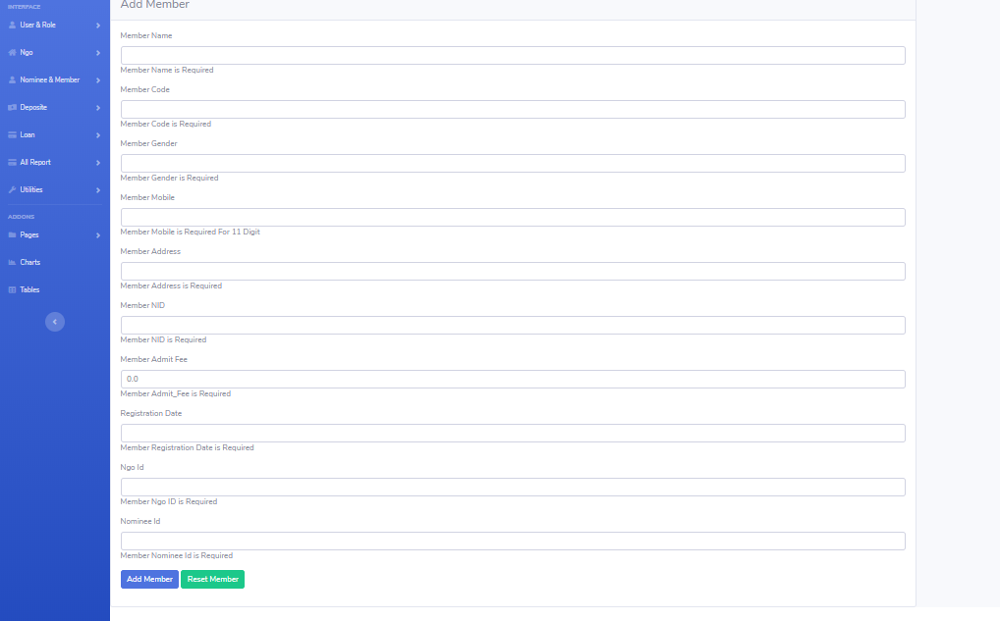 INTERFACE
User & Role
Ngo
Nominee & Member
Deposite
Loan
All Report
Utilities
ADDONS
Pages
Charts
Tables
Add Member
Member Name
Member Name is Required
Member Code
Member Code is Required
Member Gender
Member Gender is Required
Member Mobile
Member Mobile is Required For 11 Digit
Member Address
Member Address is Required
Member NID
Member NID is Required
Member Admit Fee
0.0
Member Admit_Fee is Required
Registration Date
Member Registration Date is Required
Ngo Id
Member Ngo ID is Required
Nominee Id
Member Nominee Id is Required
Add Member Reset Member